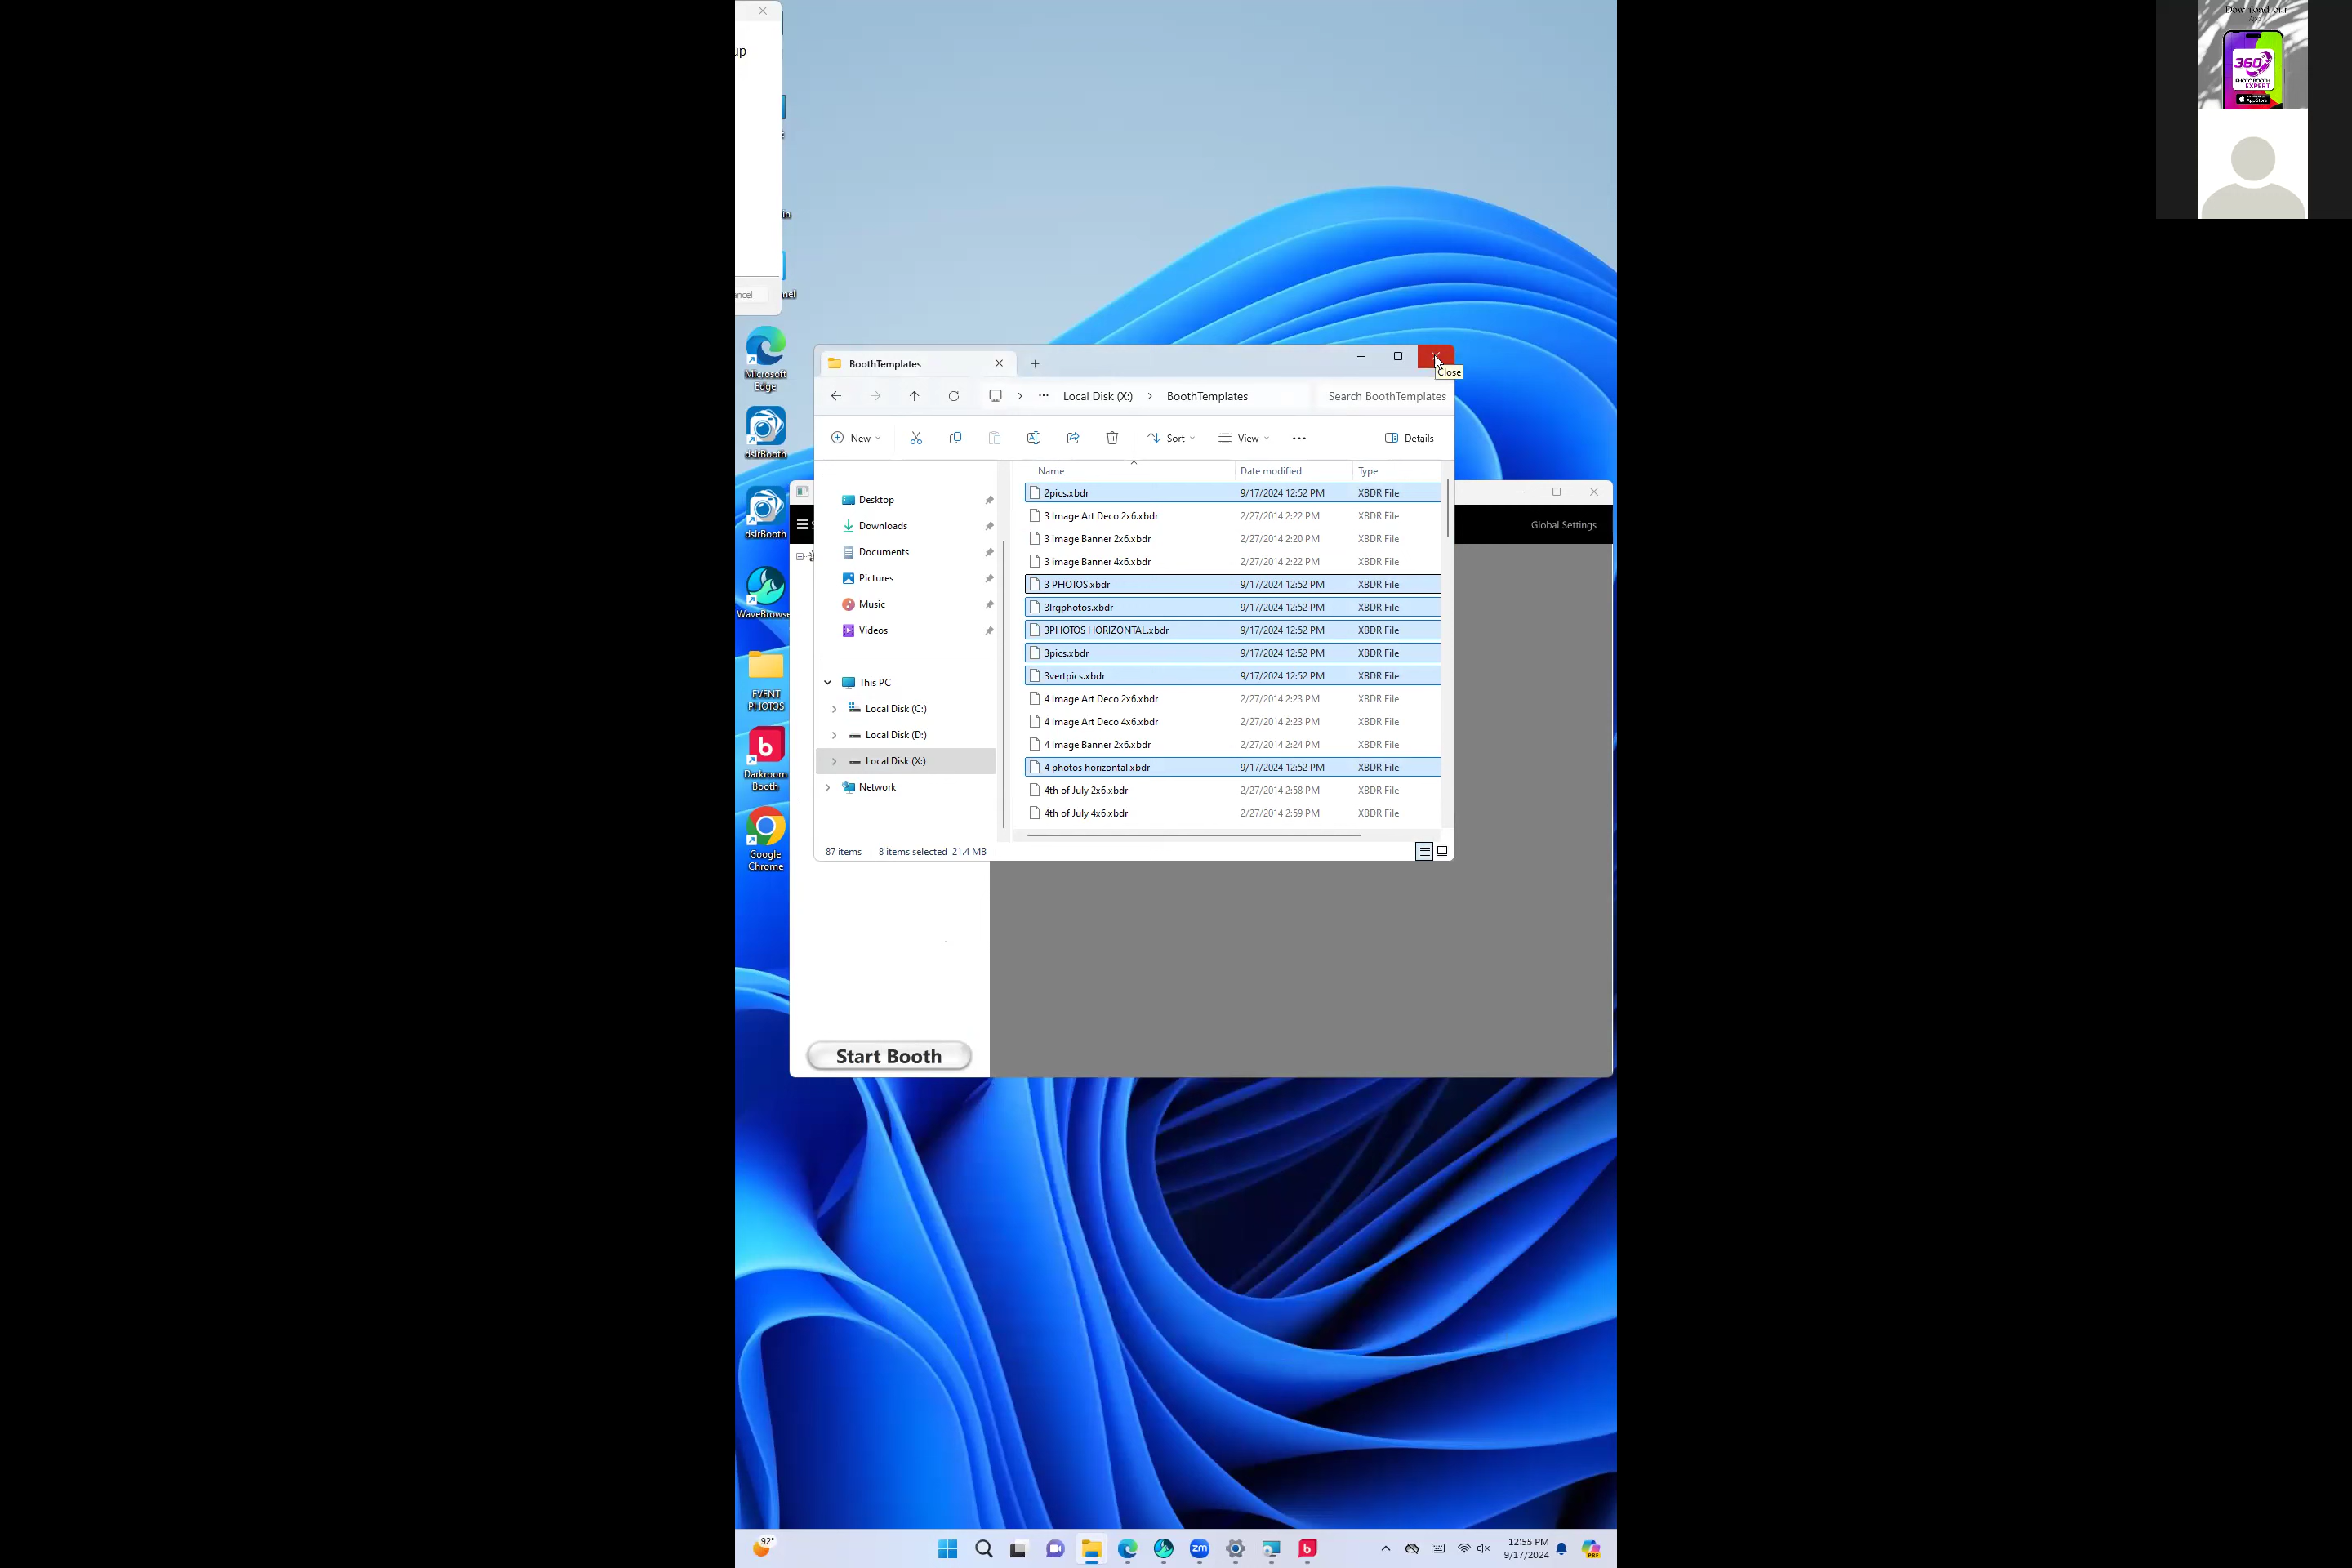 Download our
App
360
PHOTOBOOTH
EXPERT
App Store
up
ancel
in
nel
Microsoft
Edge
dslrBooth
dslrBooth
WaveBrowse
EVENT
PHOTOS
Darkroom
Booth
Google
Chrome
BoothTemplates
Close
Local Disk (X:)
BoothTemplates
Search BoothTemplates
New
Sort
View
Details
Name
Date modified
Type
Desktop
Downloads
Documents
Pictures
Music
Videos
This PC
Local Disk (C:)
Local Disk (D:)
Local Disk (X:)
Network
2pics.xbdr 9/17/2024 12:52 PM XBDR File
3 Image Art Deco 2x6.xbdr 2/27/2014 2:22 PM XBDR File
3 Image Banner 2x6.xbdr 2/27/2014 2:20 PM XBDR File
3 image Banner 4x6.xbdr 2/27/2014 2:22 PM XBDR File
3 PHOTOS.xbdr 9/17/2024 12:52 PM XBDR File
3lrgphotos.xbdr 9/17/2024 12:52 PM XBDR File
3PHOTOS HORIZONTAL.xbdr 9/17/2024 12:52 PM XBDR File
3pics.xbdr 9/17/2024 12:52 PM XBDR File
3vertpics.xbdr 9/17/2024 12:52 PM XBDR File
4 Image Art Deco 2x6.xbdr 2/27/2014 2:23 PM XBDR File
4 Image Art Deco 4x6.xbdr 2/27/2014 2:23 PM XBDR File
4 Image Banner 2x6.xbdr 2/27/2014 2:24 PM XBDR File
4 photos horizontal.xbdr 9/17/2024 12:52 PM XBDR File
4th of July 2x6.xbdr 2/27/2014 2:58 PM XBDR File
4th of July 4x6.xbdr 2/27/2014 2:59 PM XBDR File
87 items 8 items selected 21.4 MB
Global Settings
Start Booth
92°
zm
12:55 PM
9/17/2024
PRE